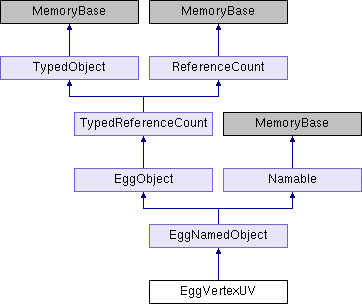 MemoryBase MemoryBase
TypedObject ReferenceCount
TypedReferenceCount MemoryBase
EggObject Namable
EggNamedObject
EggVertexUV